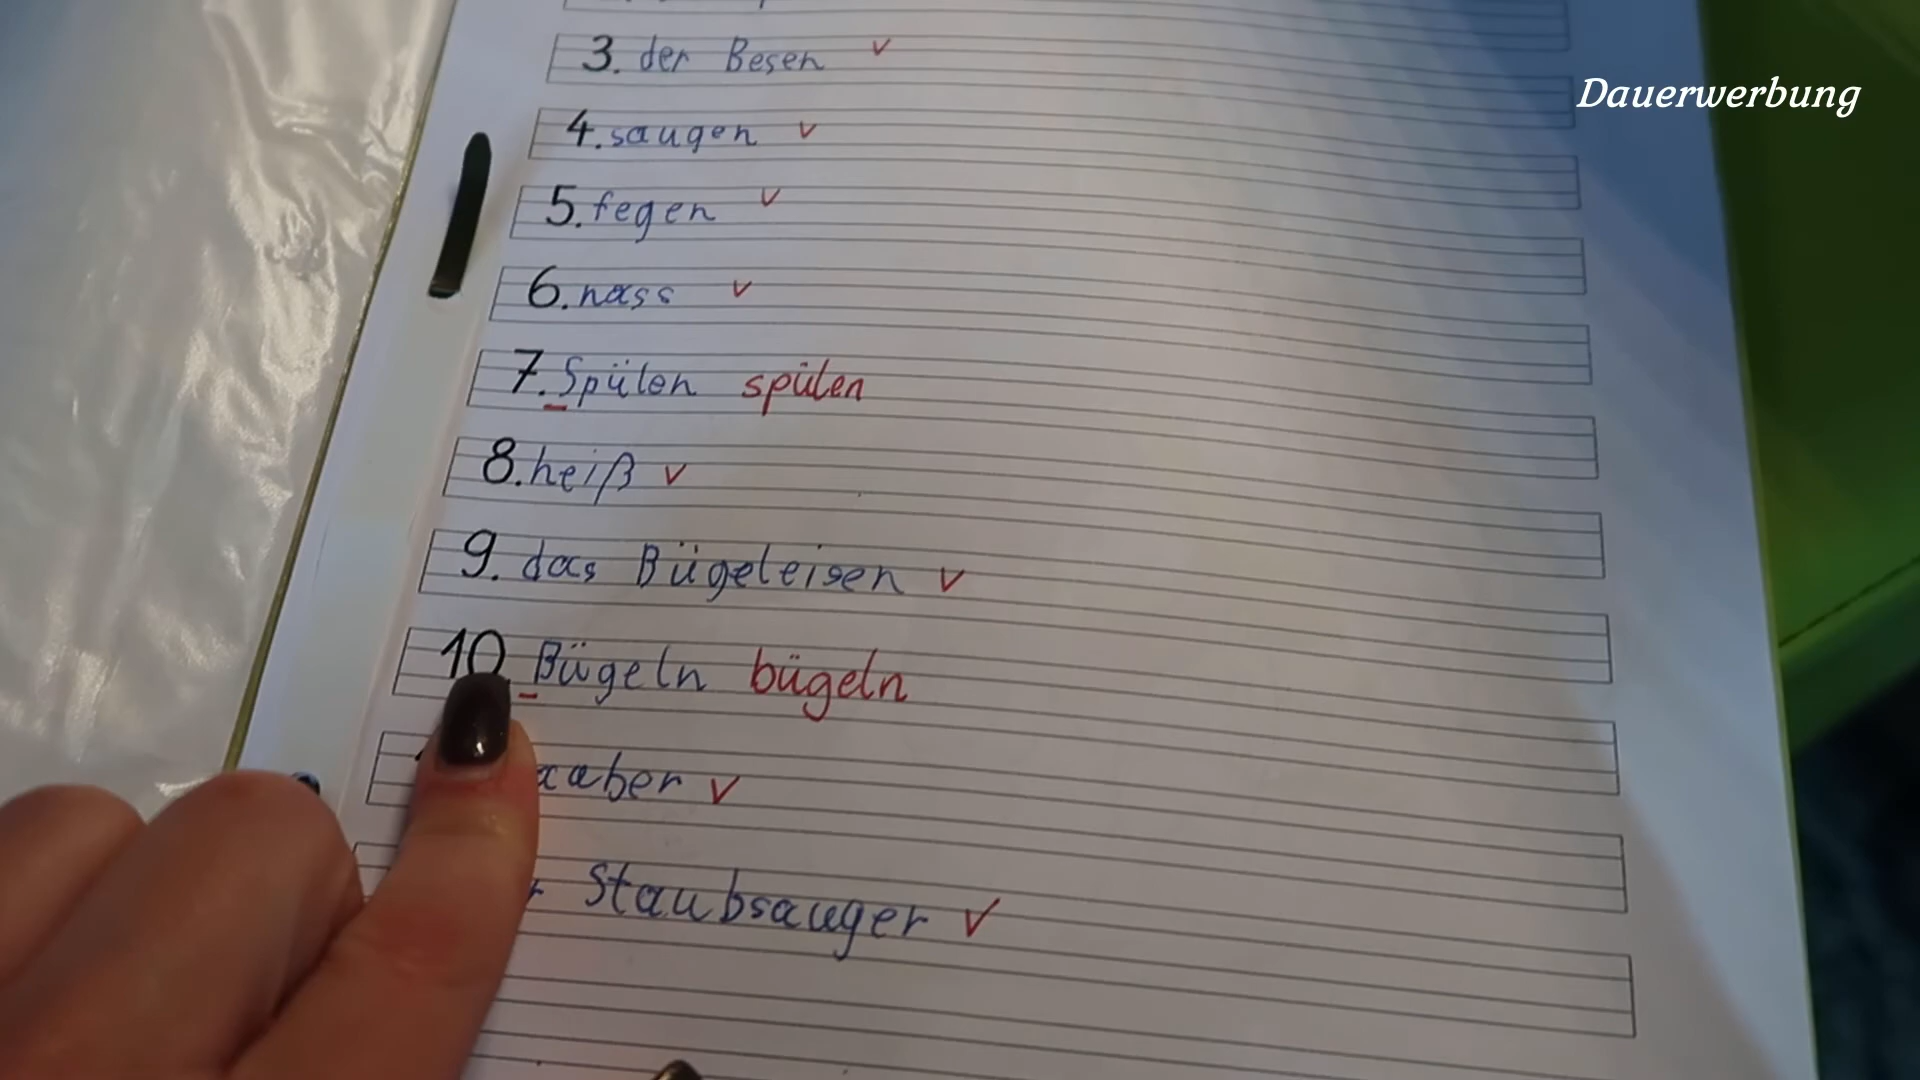 3. der Besen v
Dauerwerbung
4. saugen v
5. fegen v
6. nass v
7. Spülen spülen
8. heiß v
9. das Bügeleisen v
10 Bügeln bügeln
aaber v
r Staubsauger v